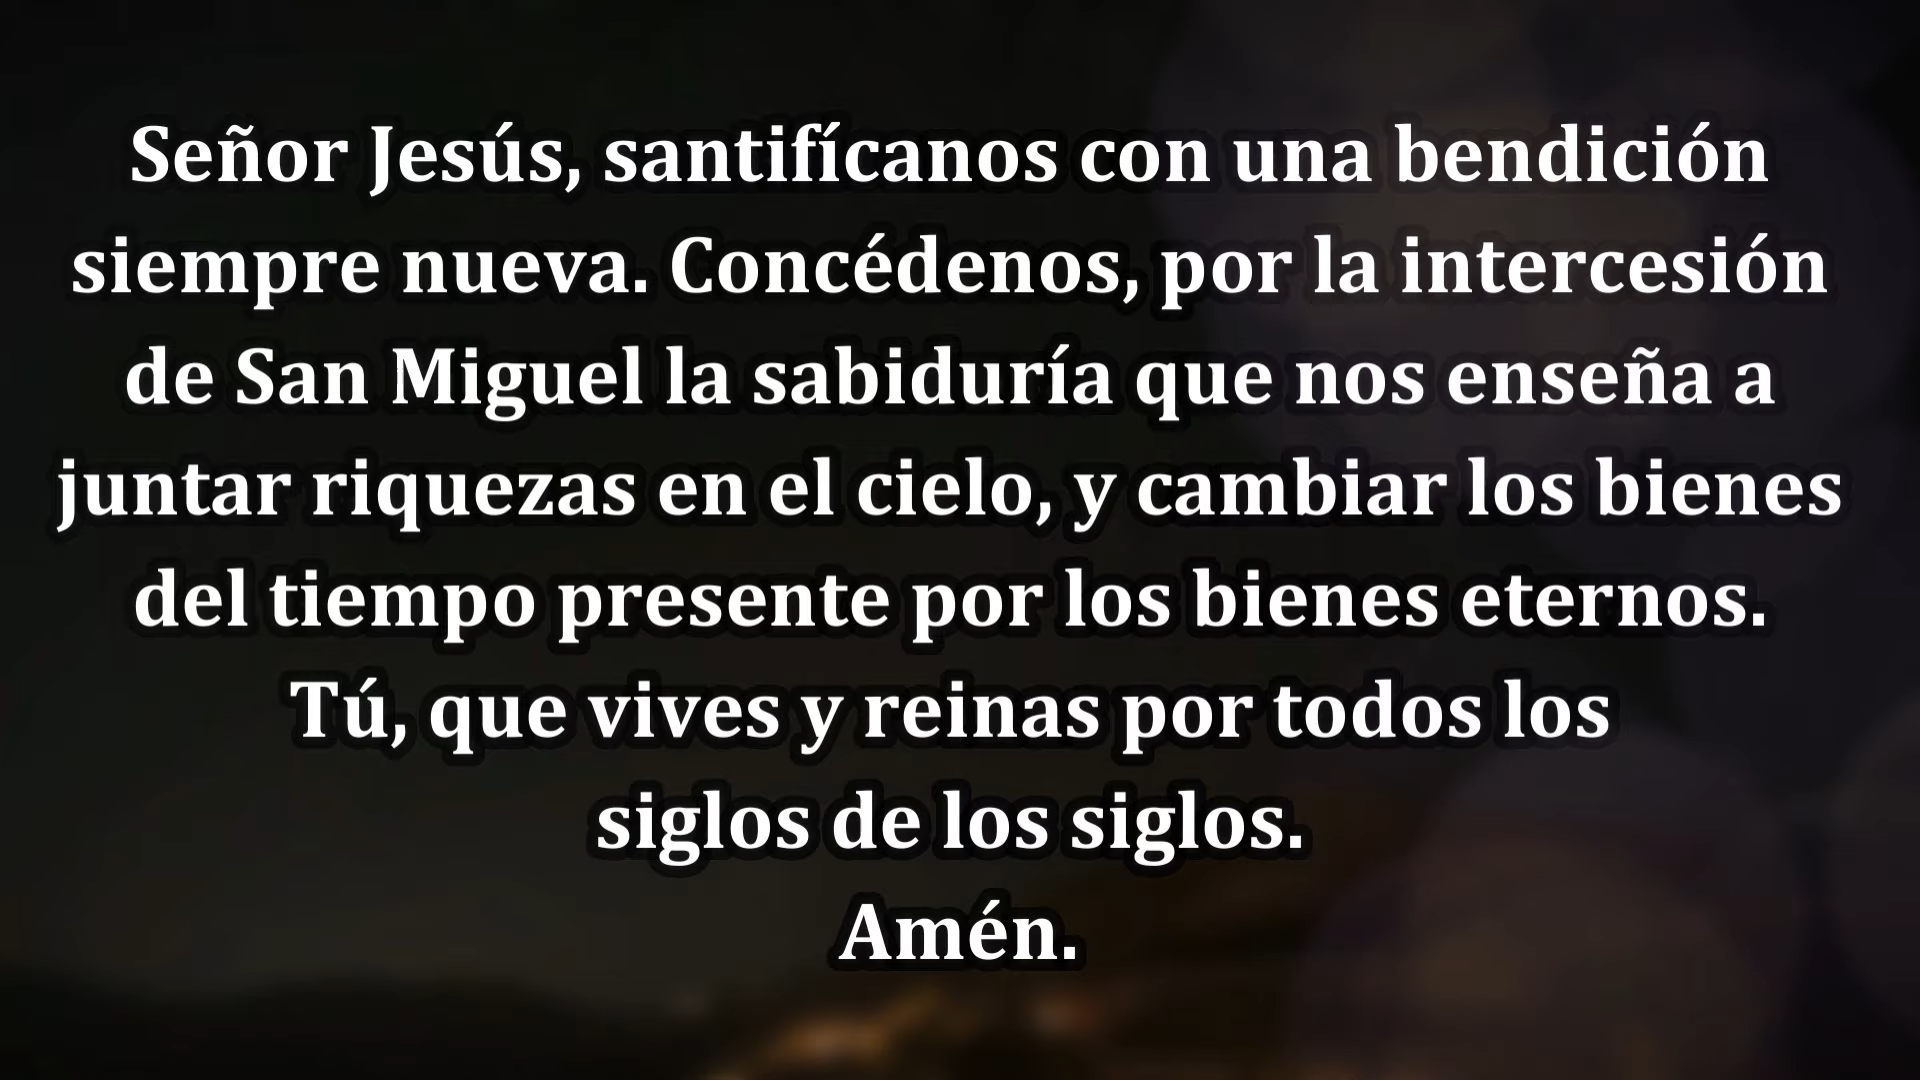 Señor Jesús, santifícanos con una bendición
siempre nueva. Concédenos, por la intercesión
de San Miguel la sabiduría que nos enseña a
juntar riquezas en el cielo, y cambiar los bienes
del tiempo presente por los bienes eternos.
Tú, que vives y reinas por todos los
siglos de los siglos.
Amén.